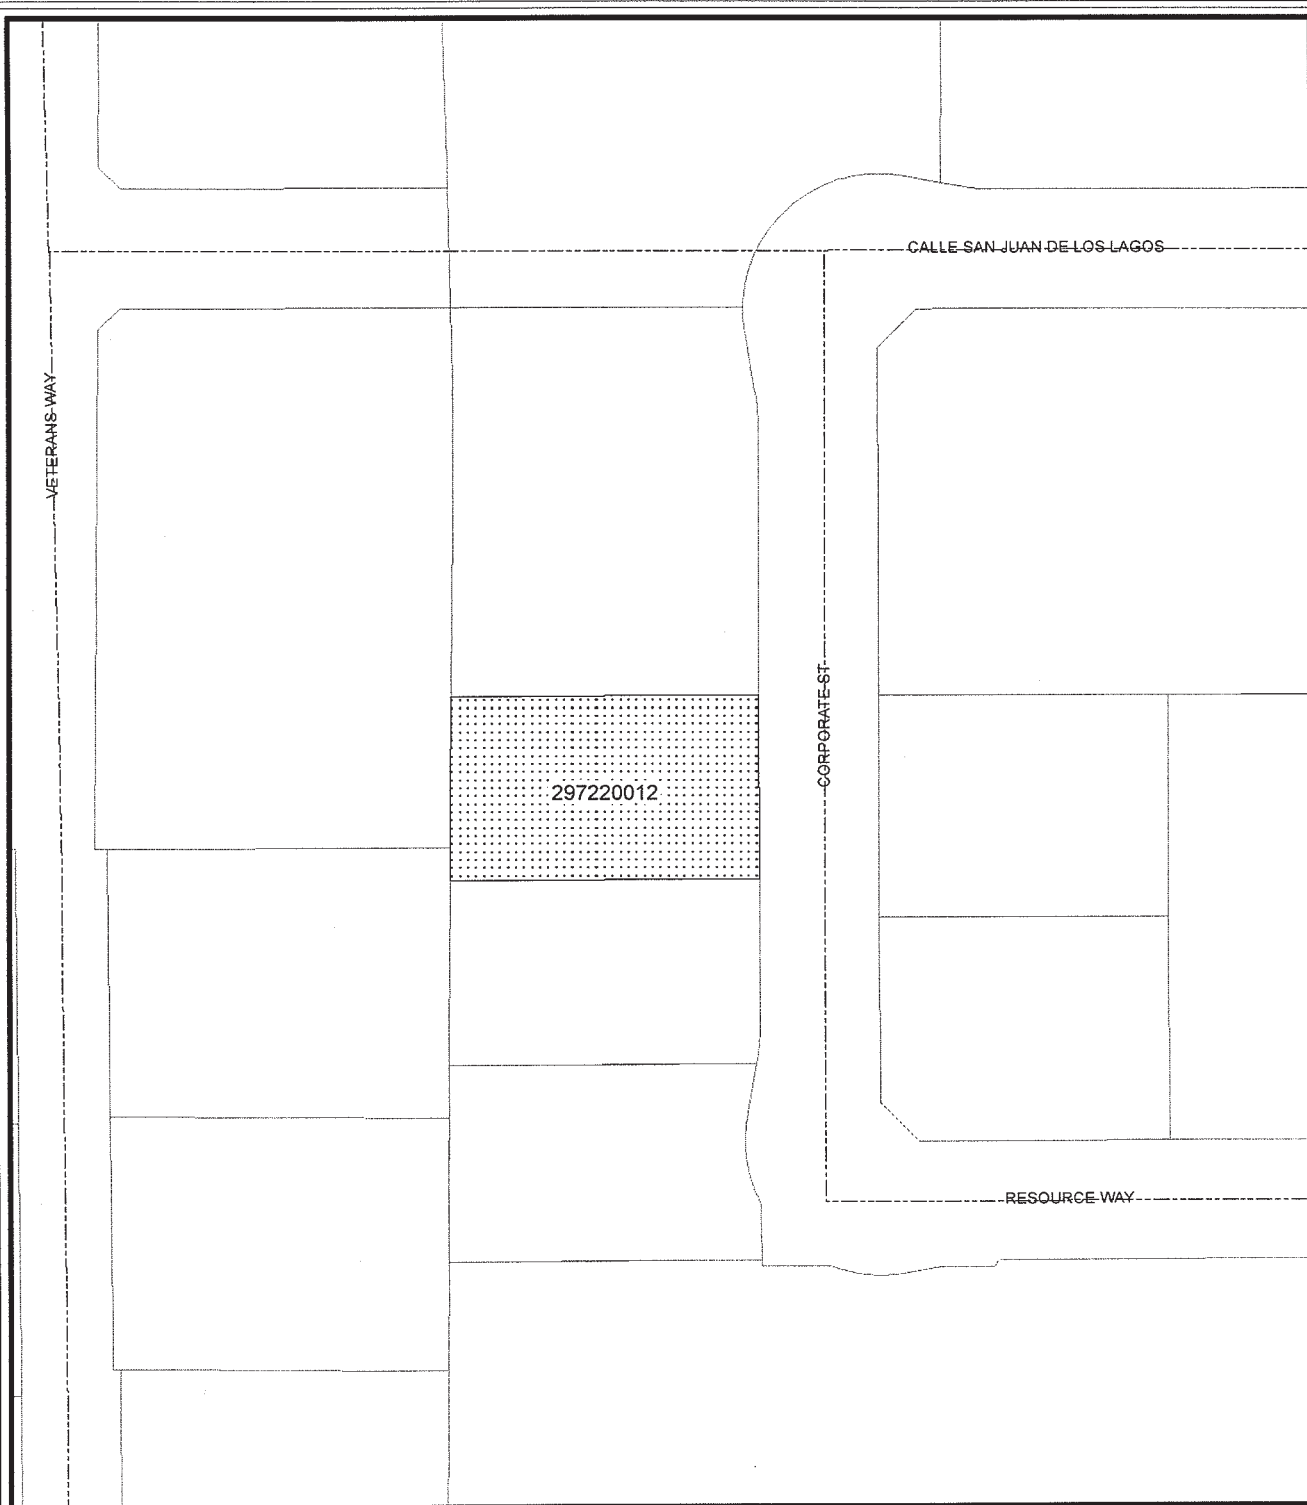 CALLE SAN JUAN DE LOS LAGOS
VETERANS WAY
CORPORATE ST
297220012
RESOURCE WAY